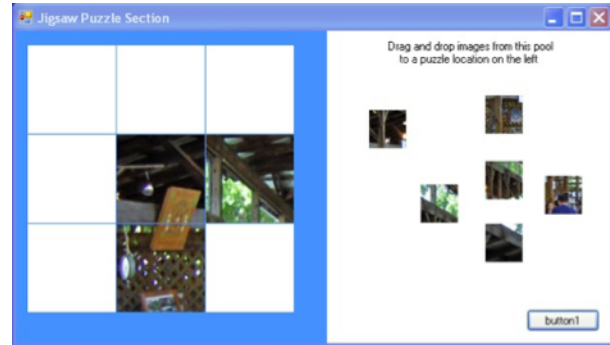 Jigsaw Puzzle Section
Drag and drop images from this pool
to a puzzle location on the left
button1